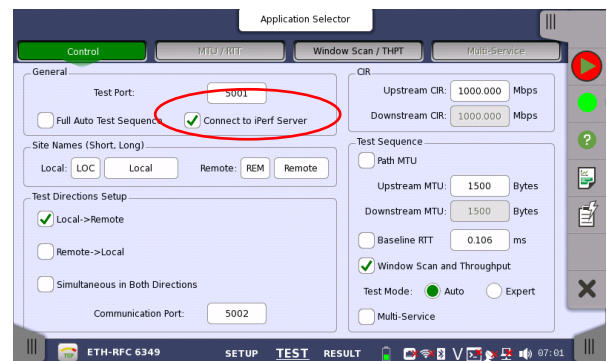 Application Selector
Control
MTU / RTT
Window Scan / THPT
Multi-Service
General
Test Port: 5001
Full Auto Test Sequence
Connect to iPerf Server
Site Names (Short, Long)
Local: LOC Local Remote: REM Remote
Test Directions Setup
Local->Remote
Remote->Local
Simultaneous in Both Directions
Communication Port: 5002
CIR
Upstream CIR: 1000.000 Mbps
Downstream CIR: 1000.000 Mbps
Test Sequence
Path MTU
Upstream MTU: 1500 Bytes
Downstream MTU: 1500 Bytes
Baseline RTT 0.106 ms
Window Scan and Throughput
Test Mode: Auto Expert
Multi-Service
TCP ETH-RFC 6349 SETUP TEST RESULT 07:01